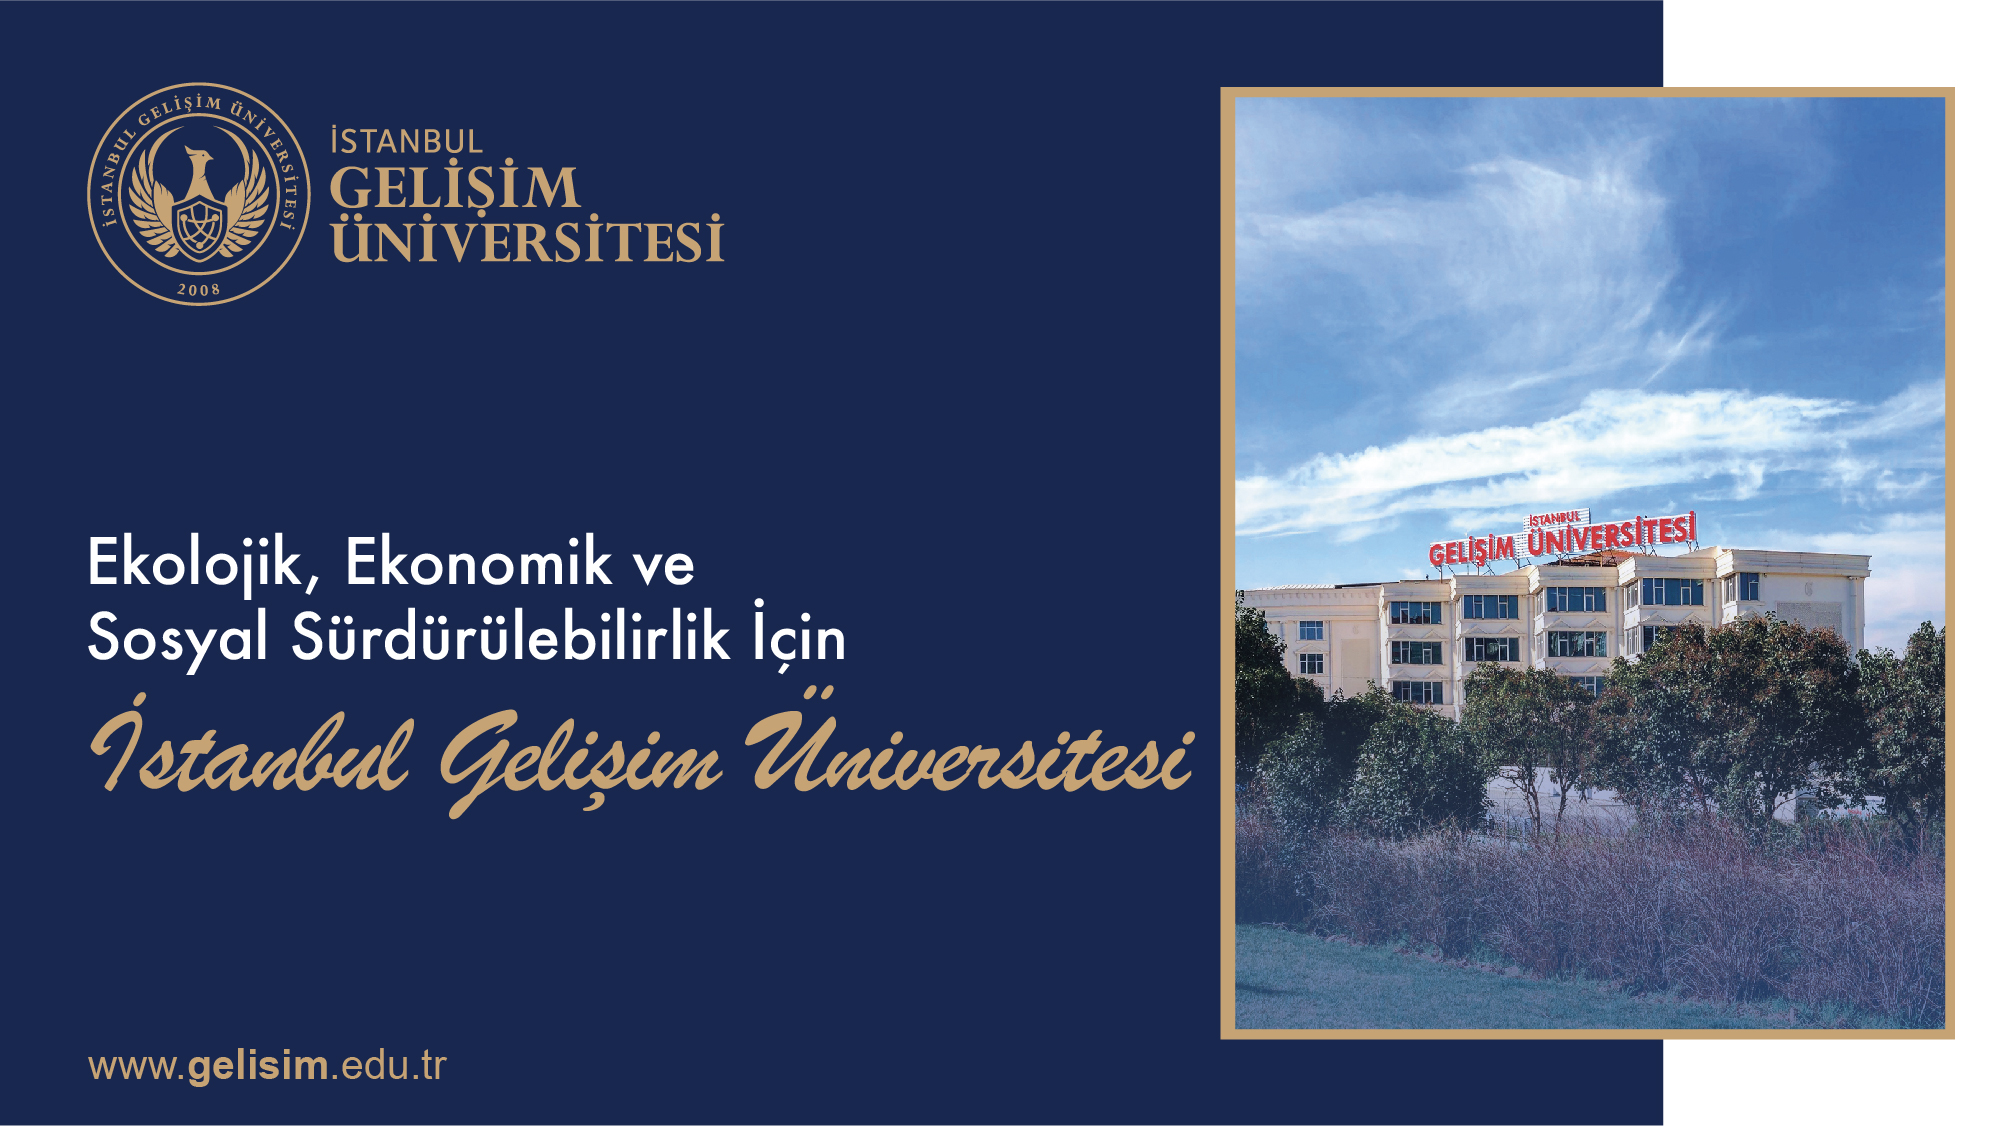 İSTANBUL GELİŞİM ÜNİVERSİTESİ
2008
İSTANBUL
GELİŞİM
ÜNİVERSİTESİ
Ekolojik, Ekonomik ve
Sosyal Sürdürülebilirlik İçin
İstanbul Gelişim Üniversitesi
www.gelisim.edu.tr
İSTANBUL
GELİŞİM ÜNİVERSİTESİ